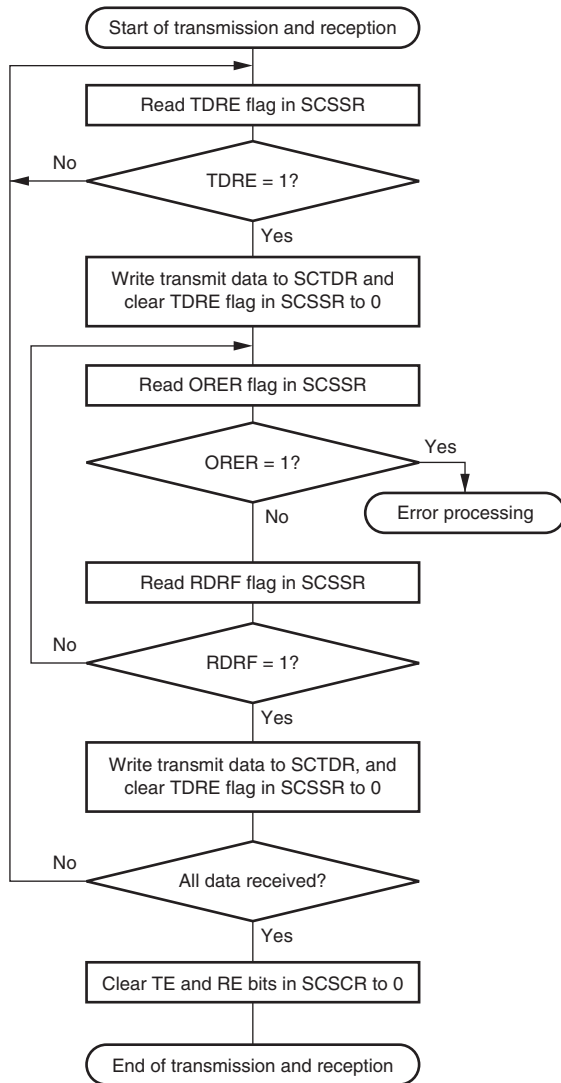 Start of transmission and reception
Read TDRE flag in SCSSR
No
TDRE = 1?
Yes
Write transmit data to SCTDR and
clear TDRE flag in SCSSR to 0
Read ORER flag in SCSSR
Yes
ORER = 1?
No
Error processing
Read RDRF flag in SCSSR
No
RDRF = 1?
Yes
Write transmit data to SCTDR, and
clear TDRE flag in SCSSR to 0
No
All data received?
Yes
Clear TE and RE bits in SCSCR to 0
End of transmission and reception